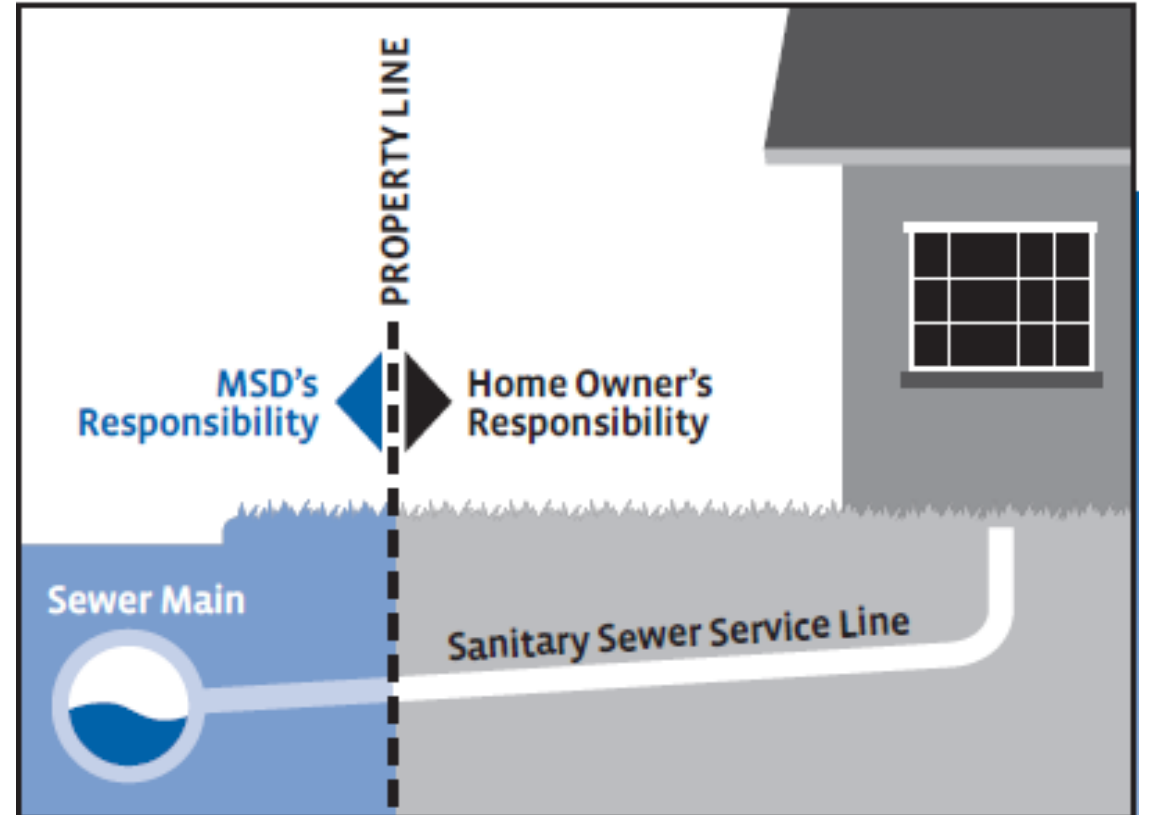 PROPERTY LINE
MSD's
Responsibility
Home Owner's
Responsibility
Sewer Main
Sanitary Sewer Service Line